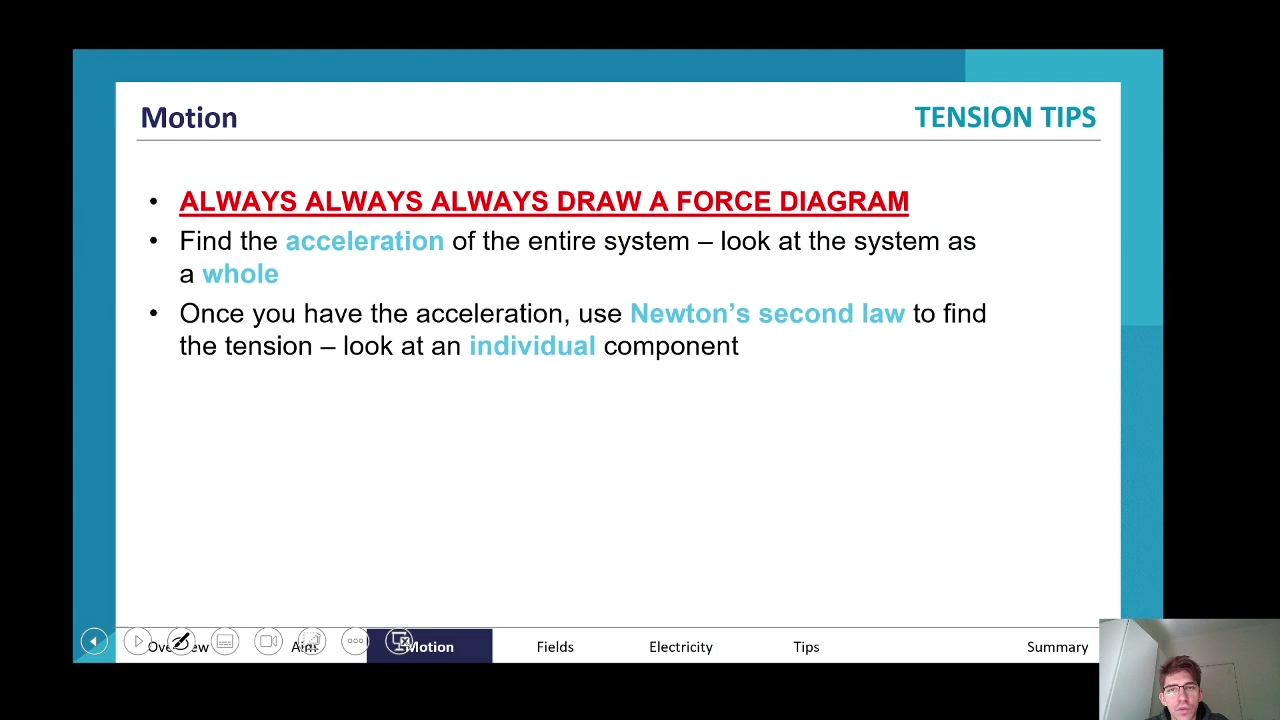 Motion
TENSION TIPS
• ALWAYS ALWAYS ALWAYS DRAW A FORCE DIAGRAM
• Find the acceleration of the entire system – look at the system as
a whole
• Once you have the acceleration, use Newton’s second law to find
the tension – look at an individual component
Motion
Fields
Electricity
Tips
Summary